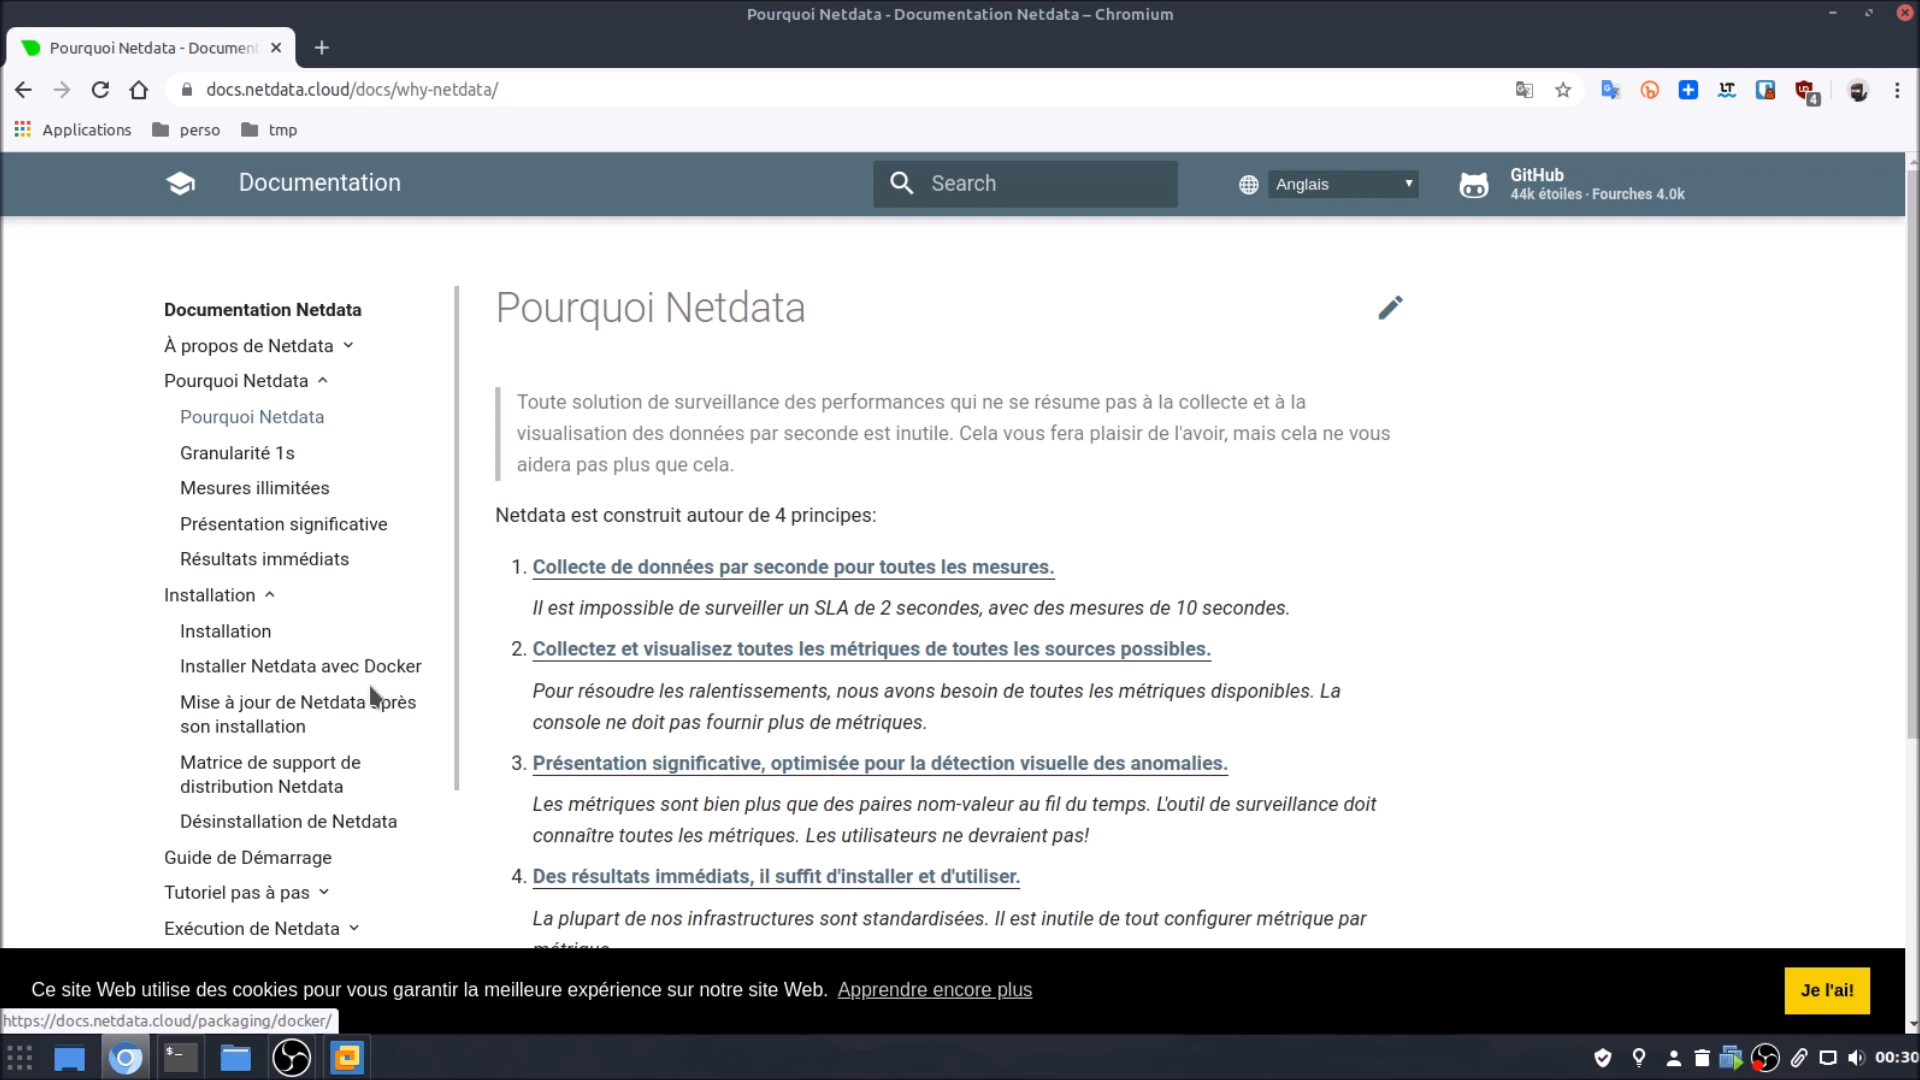 Pourquoi Netdata - Documentation Netdata – Chromium
Pourquoi Netdata - Document
docs.netdata.cloud/docs/why-netdata/
4
Applications
perso
tmp
Documentation
Search
Anglais
GitHub
44k étoiles · Fourches 4.0k
Documentation Netdata
À propos de Netdata
Pourquoi Netdata
Pourquoi Netdata
Granularité 1s
Mesures illimitées
Présentation significative
Résultats immédiats
Installation
Installation
Installer Netdata avec Docker
Mise à jour de Netdata après
son installation
Matrice de support de
distribution Netdata
Désinstallation de Netdata
Guide de Démarrage
Tutoriel pas à pas
Exécution de Netdata
Pourquoi Netdata
Toute solution de surveillance des performances qui ne se résume pas à la collecte et à la
visualisation des données par seconde est inutile. Cela vous fera plaisir de l'avoir, mais cela ne vous
aidera pas plus que cela.
Netdata est construit autour de 4 principes:
1. Collecte de données par seconde pour toutes les mesures.
Il est impossible de surveiller un SLA de 2 secondes, avec des mesures de 10 secondes.
2. Collectez et visualisez toutes les métriques de toutes les sources possibles.
Pour résoudre les ralentissements, nous avons besoin de toutes les métriques disponibles. La
console ne doit pas fournir plus de métriques.
3. Présentation significative, optimisée pour la détection visuelle des anomalies.
Les métriques sont bien plus que des paires nom-valeur au fil du temps. L'outil de surveillance doit
connaître toutes les métriques. Les utilisateurs ne devraient pas!
4. Des résultats immédiats, il suffit d'installer et d'utiliser.
La plupart de nos infrastructures sont standardisées. Il est inutile de tout configurer métrique par
métrique
Ce site Web utilise des cookies pour vous garantir la meilleure expérience sur notre site Web. Apprendre encore plus
Je l'ai!
https://docs.netdata.cloud/packaging/docker/
00:30